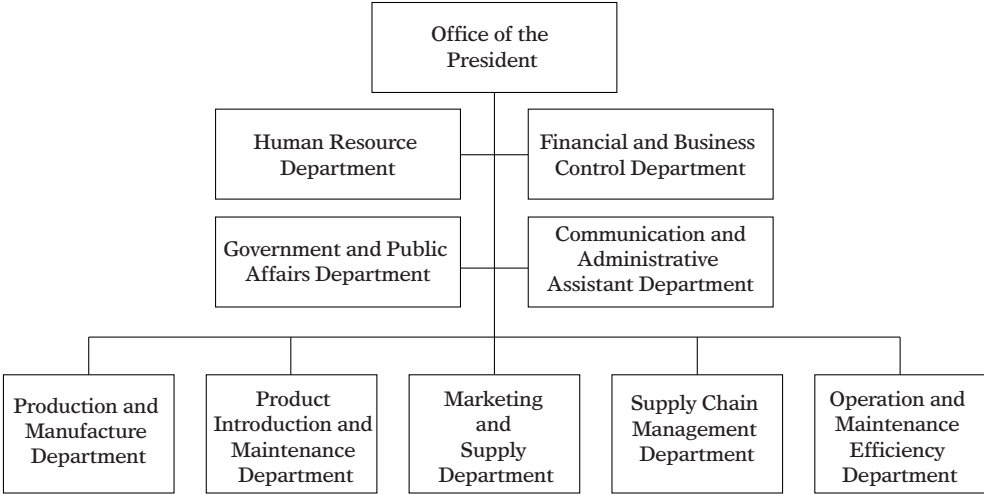 Office of the
President
Human Resource
Department
Financial and Business
Control Department
Government and Public
Affairs Department
Communication and
Administrative
Assistant Department
Production and
Manufacture
Department
Product
Introduction and
Maintenance
Department
Marketing
and
Supply
Department
Supply Chain
Management
Department
Operation and
Maintenance
Efficiency
Department